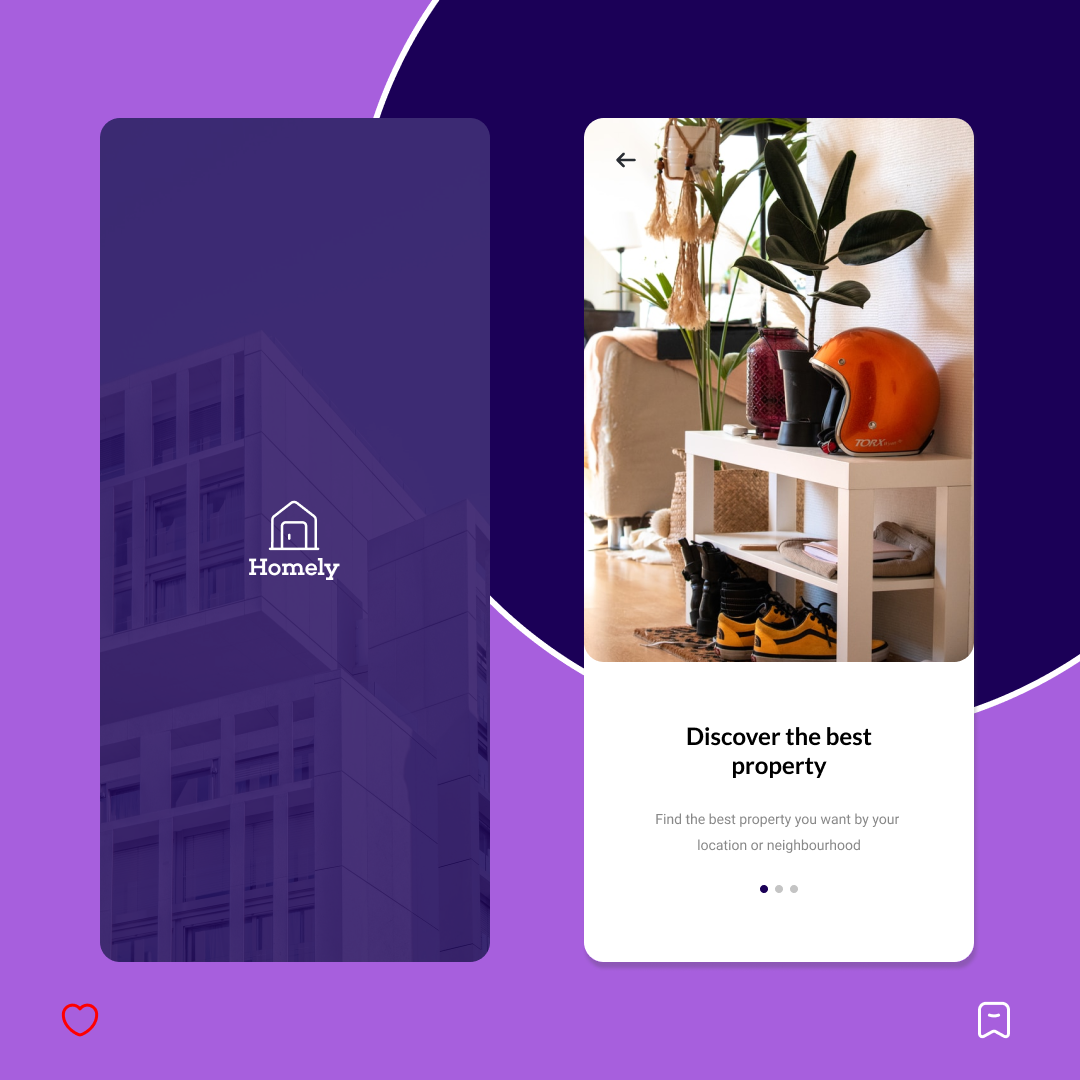 Homely
TORX
Discover the best
property
Find the best property you want by your
location or neighbourhood